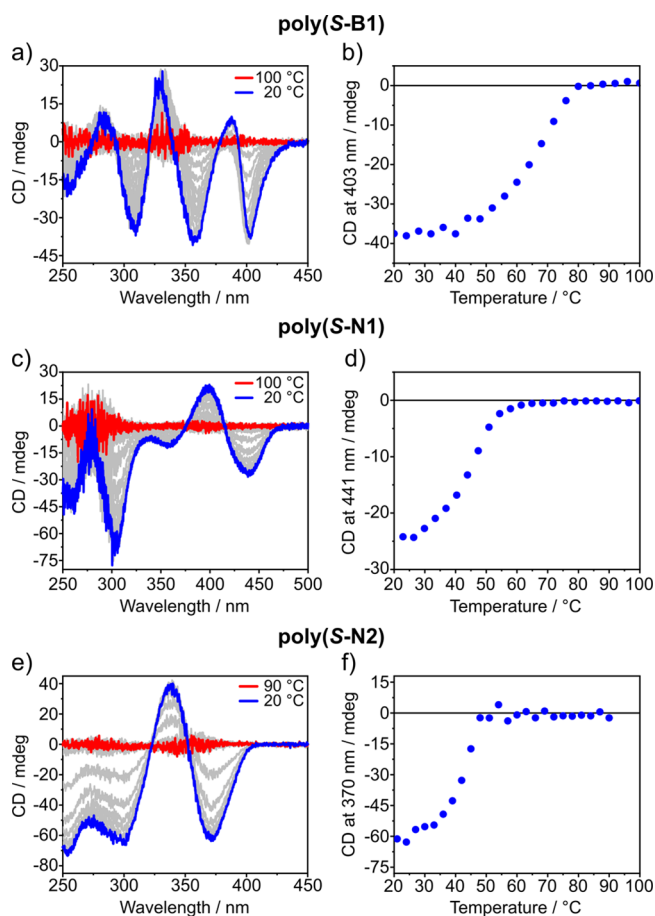 poly(S-B1)
a)
b)
30
15
0
-15
-30
-45
CD / mdeg
100 °C
20 °C
250 300 350 400 450
Wavelength / nm
0
-10
-20
-30
-40
CD at 403 nm / mdeg
20 30 40 50 60 70 80 90 100
Temperature / °C
poly(S-N1)
c)
d)
30
15
0
-15
-30
-45
-60
-75
CD / mdeg
100 °C
20 °C
250 300 350 400 450 500
Wavelength / nm
0
-10
-20
-30
CD at 441 nm / mdeg
20 30 40 50 60 70 80 90 100
Temperature / °C
poly(S-N2)
e)
f)
40
20
0
-20
-40
-60
-80
CD / mdeg
90 °C
20 °C
250 300 350 400 450
Wavelength / nm
15
0
-15
-30
-45
-60
-75
CD at 370 nm / mdeg
20 30 40 50 60 70 80 90 100
Temperature / °C